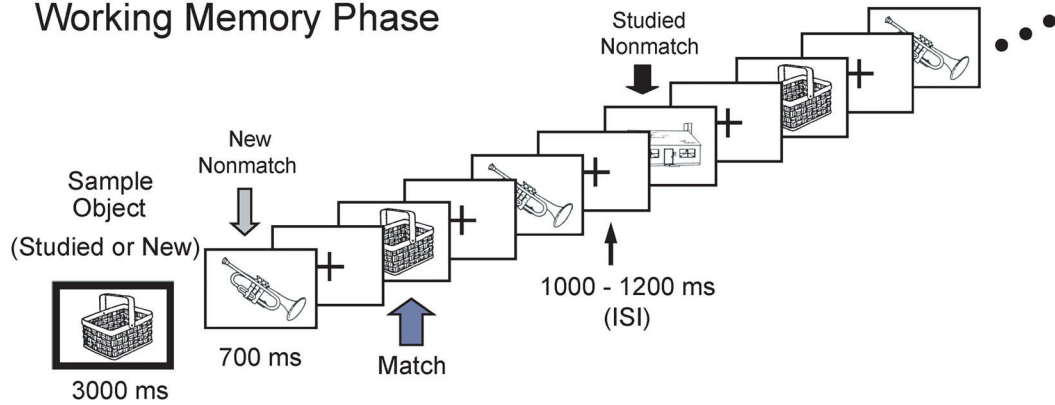 Working Memory Phase
Studied
Nonmatch
New
Nonmatch
Sample
Object
(Studied or New)
1000 - 1200 ms
(ISI)
700 ms
Match
3000 ms